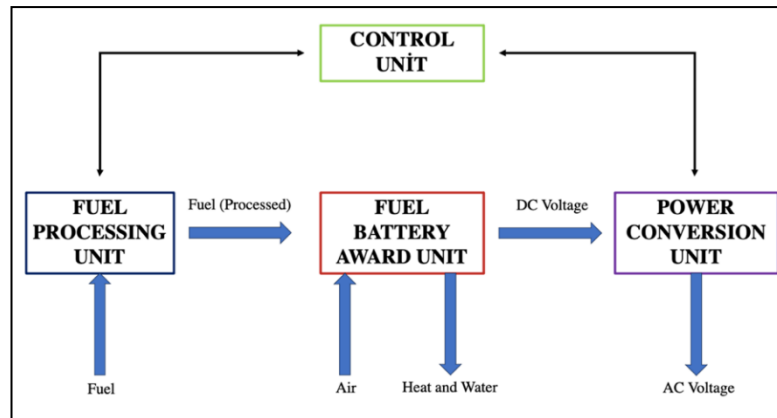 CONTROL
UNİT
FUEL
PROCESSING
UNIT
Fuel (Processed)
FUEL
BATTERY
AWARD UNIT
DC Voltage
POWER
CONVERSION
UNIT
Fuel
Air
Heat and Water
AC Voltage